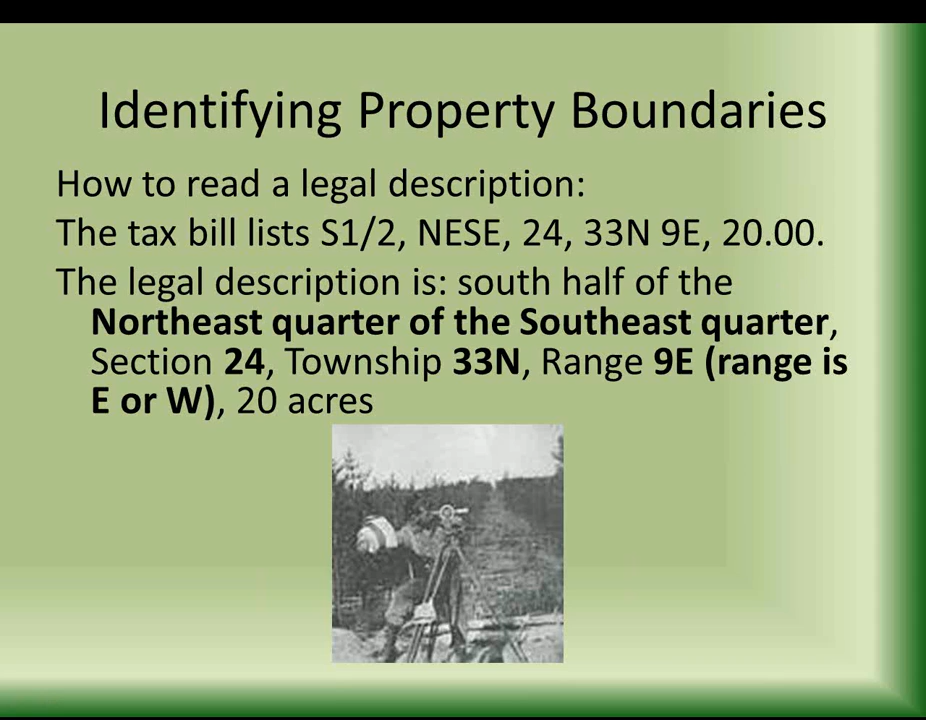 Identifying Property Boundaries
How to read a legal description:
The tax bill lists S1/2, NESE, 24, 33N 9E, 20.00.
The legal description is: south half of the
Northeast quarter of the Southeast quarter,
Section 24, Township 33N, Range 9E (range is
E or W), 20 acres